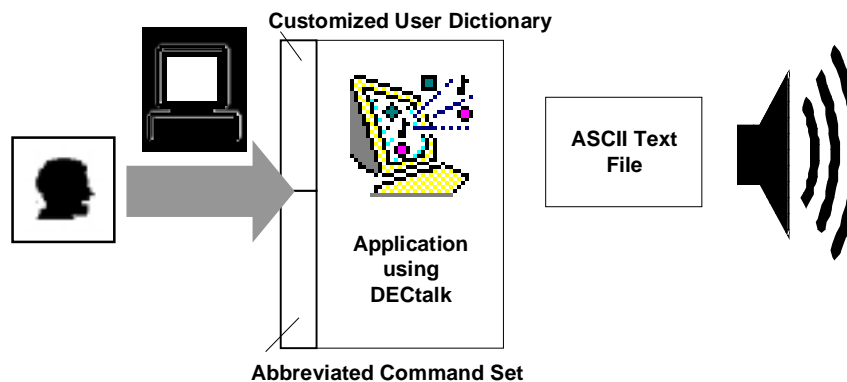 Customized User Dictionary
ASCII Text
File
Application
using
DECtalk
Abbreviated Command Set